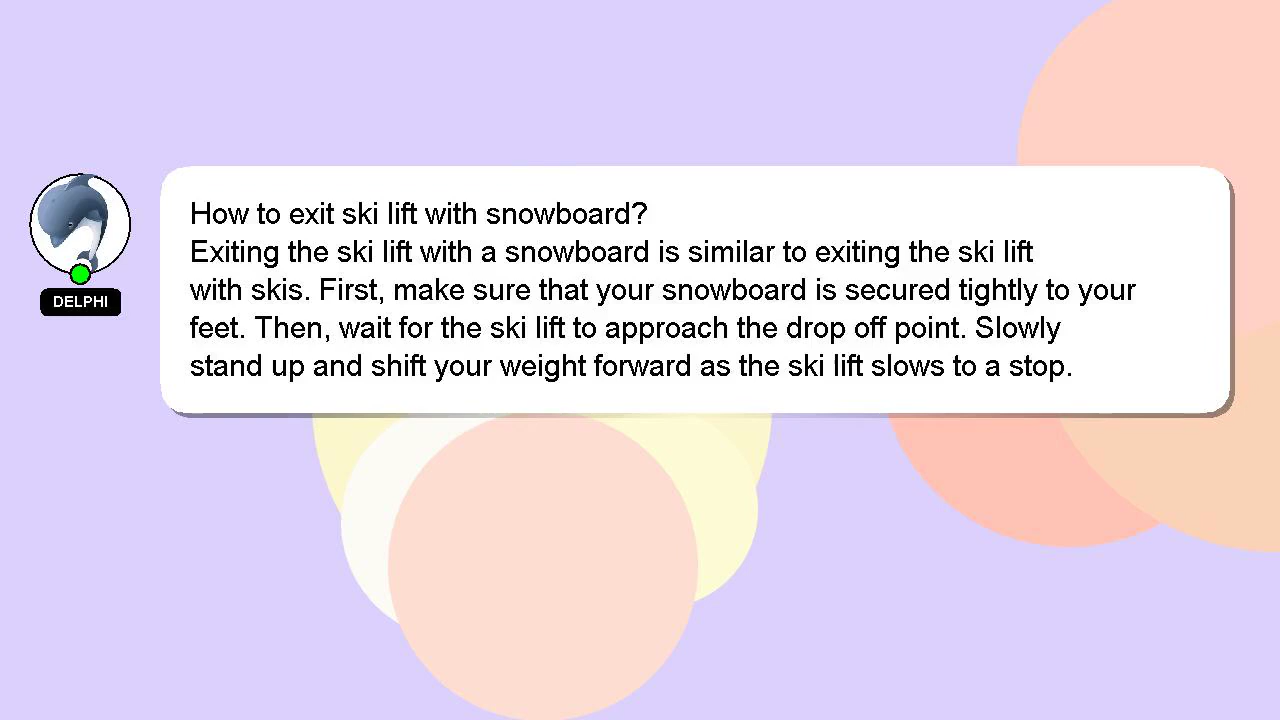 How to exit ski lift with snowboard?
Exiting the ski lift with a snowboard is similar to exiting the ski lift
with skis. First, make sure that your snowboard is secured tightly to your
feet. Then, wait for the ski lift to approach the drop off point. Slowly
stand up and shift your weight forward as the ski lift slows to a stop.
DELPHI